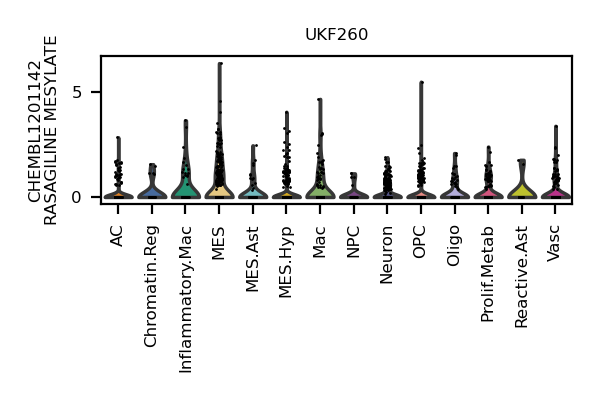 UKF260
CHEMBL1201142
RASAGILINE MESYLATE
5
0
AC
Chromatin.Reg
Inflammatory.Mac
MES
MES.Ast
MES.Hyp
Mac
NPC
Neuron
OPC
Oligo
Prolif.Metab
Reactive.Ast
Vasc